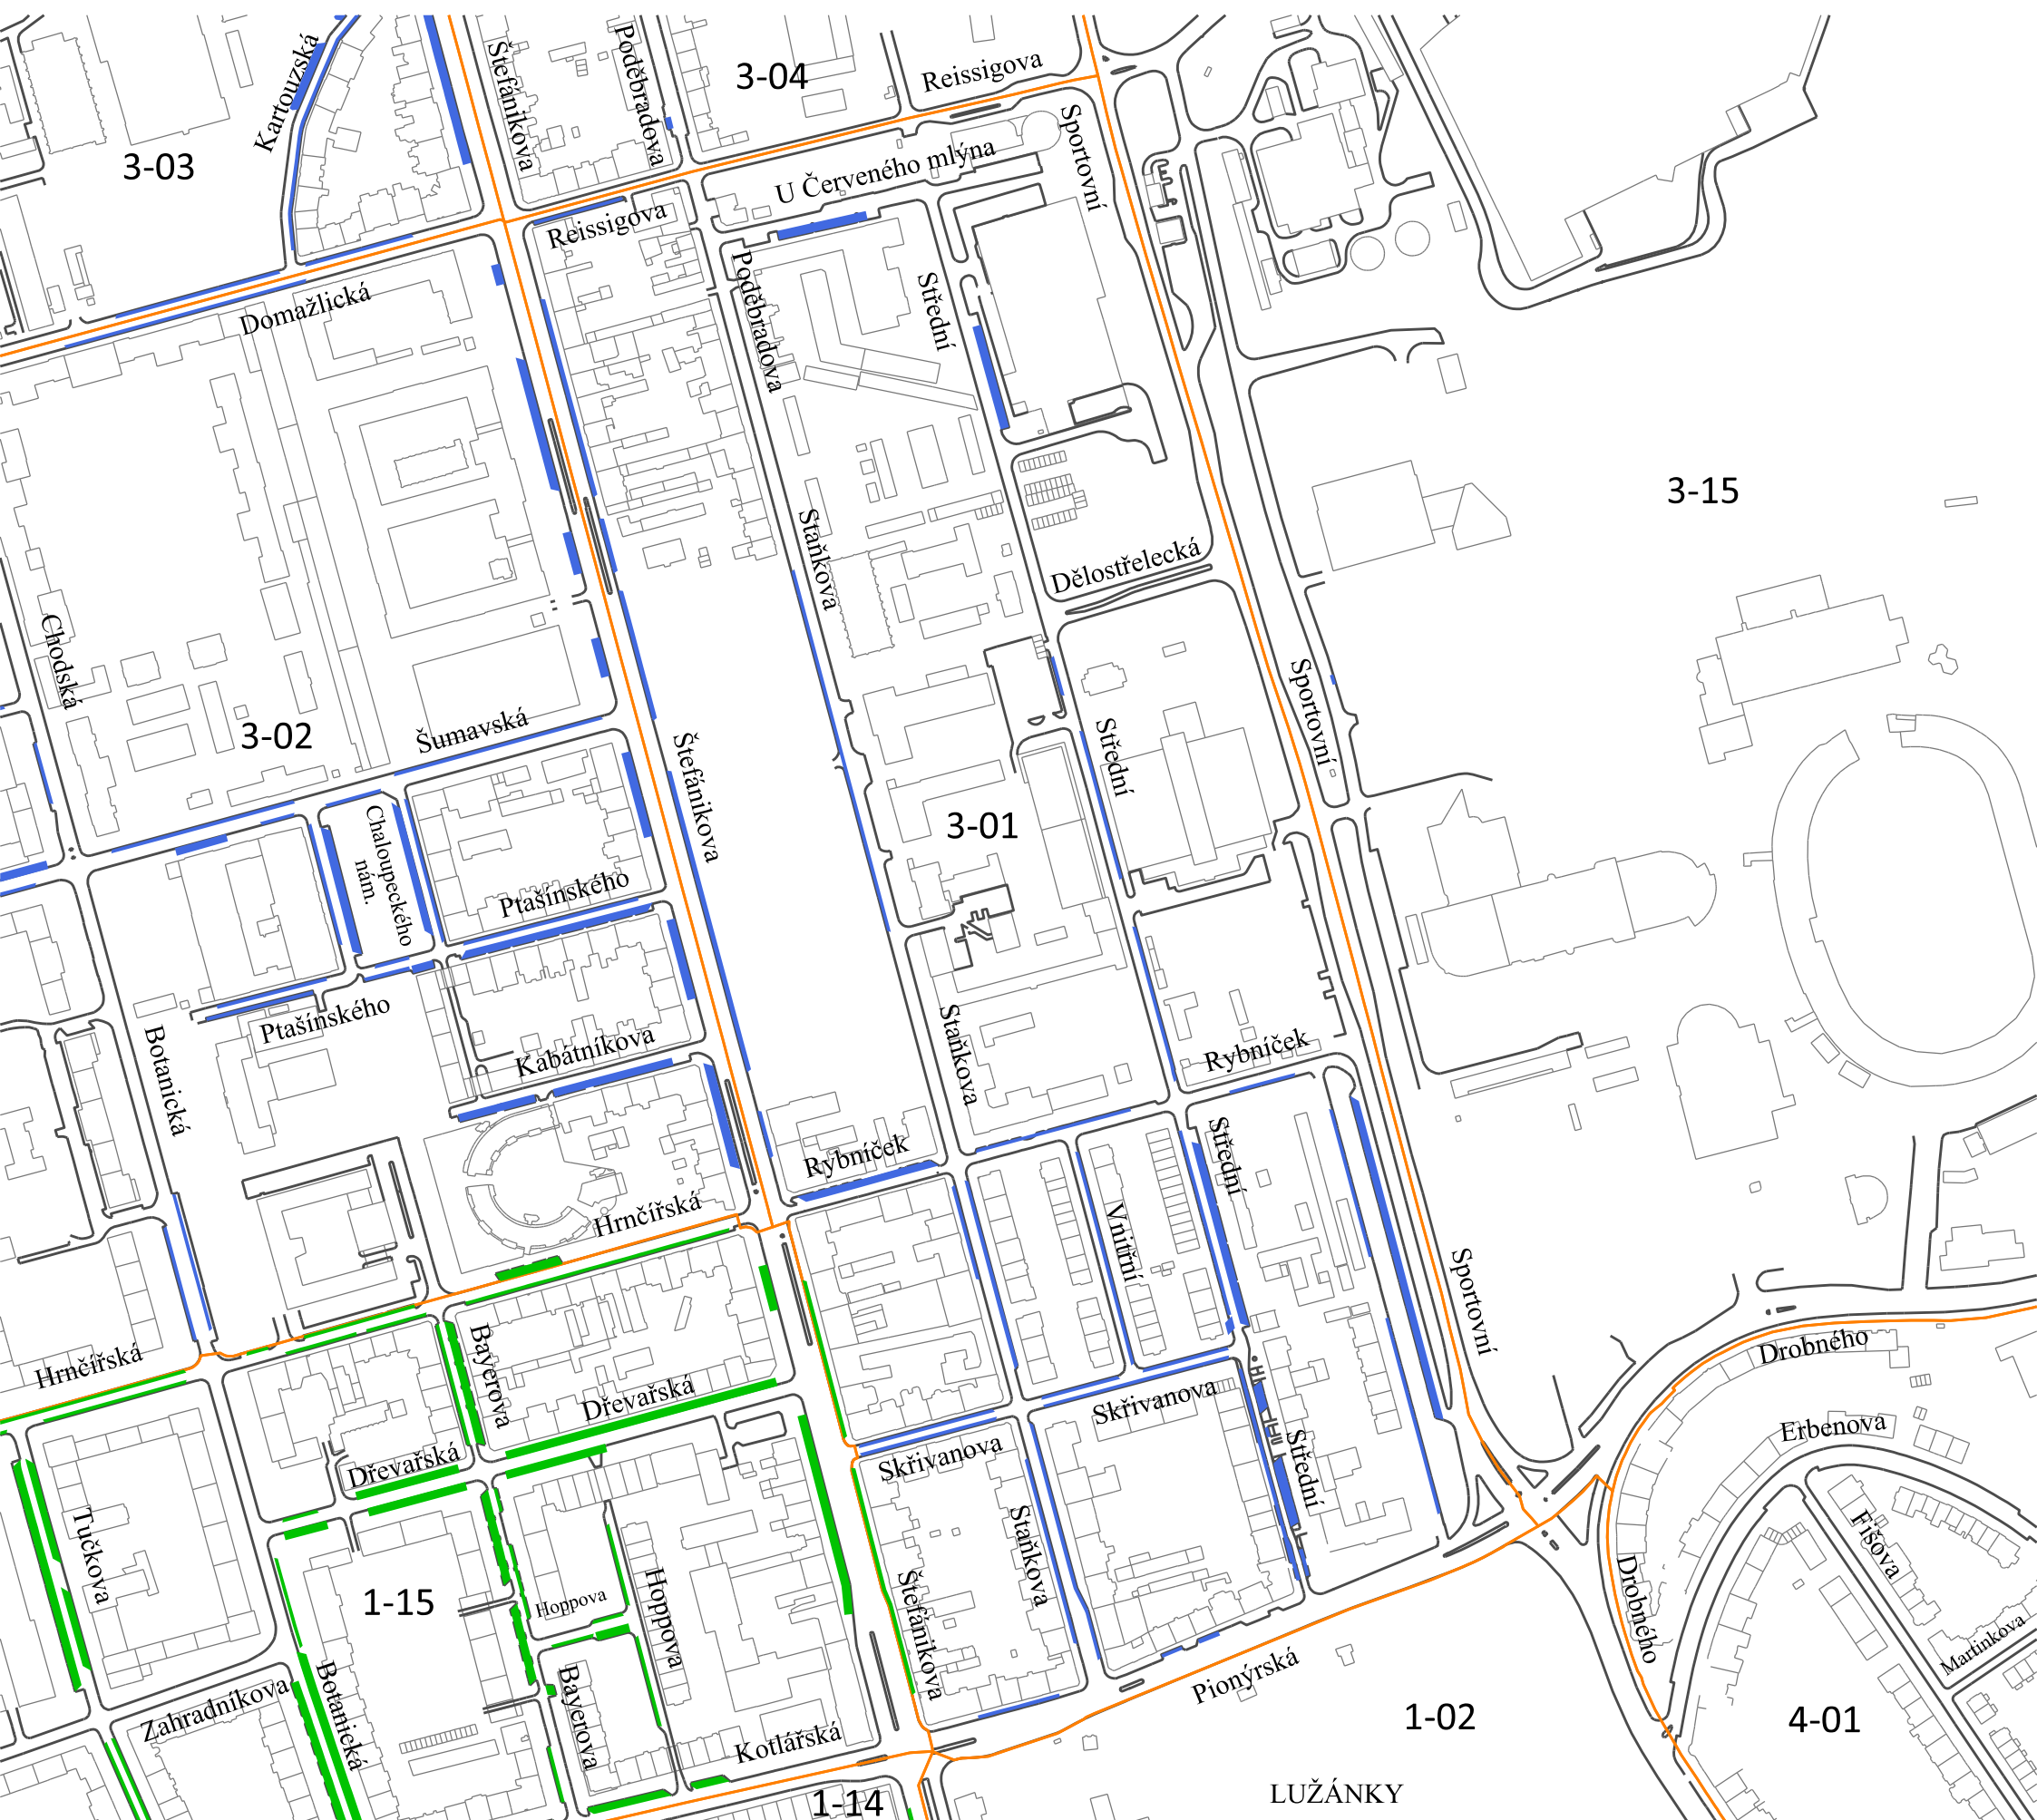 Kartouzská
Štefánikova
Poděbradova
3-04
Reissigova
Sportovní
3-03
U Červeného mlýna
Reissigova
Domažlická
Poděbradova
Střední
3-15
Staňkova
Dělostřelecká
Chodská
3-02
Šumavská
Štefánikova
Sportovní
Střední
Chaloupeckého
nám.
3-01
Ptašínského
Ptašínského
Botanická
Kabátníkova
Staňkova
Rybníček
Rybníček
Střední
Hrnčířská
Vnitřní
Sportovní
Hrnčířská
Bayerova
Drobného
Dřevařská
Skřivanova
Erbenova
Dřevařská
Skřivanova
Střední
Tučkova
Staňkova
Fišova
1-15
Hoppova
Hoppova
Štefánikova
Drobného
Martinkova
Zahradníkova
Botanická
Bayerova
Pionýrská
Kotlářská
1-02
4-01
LUŽÁNKY
1-14